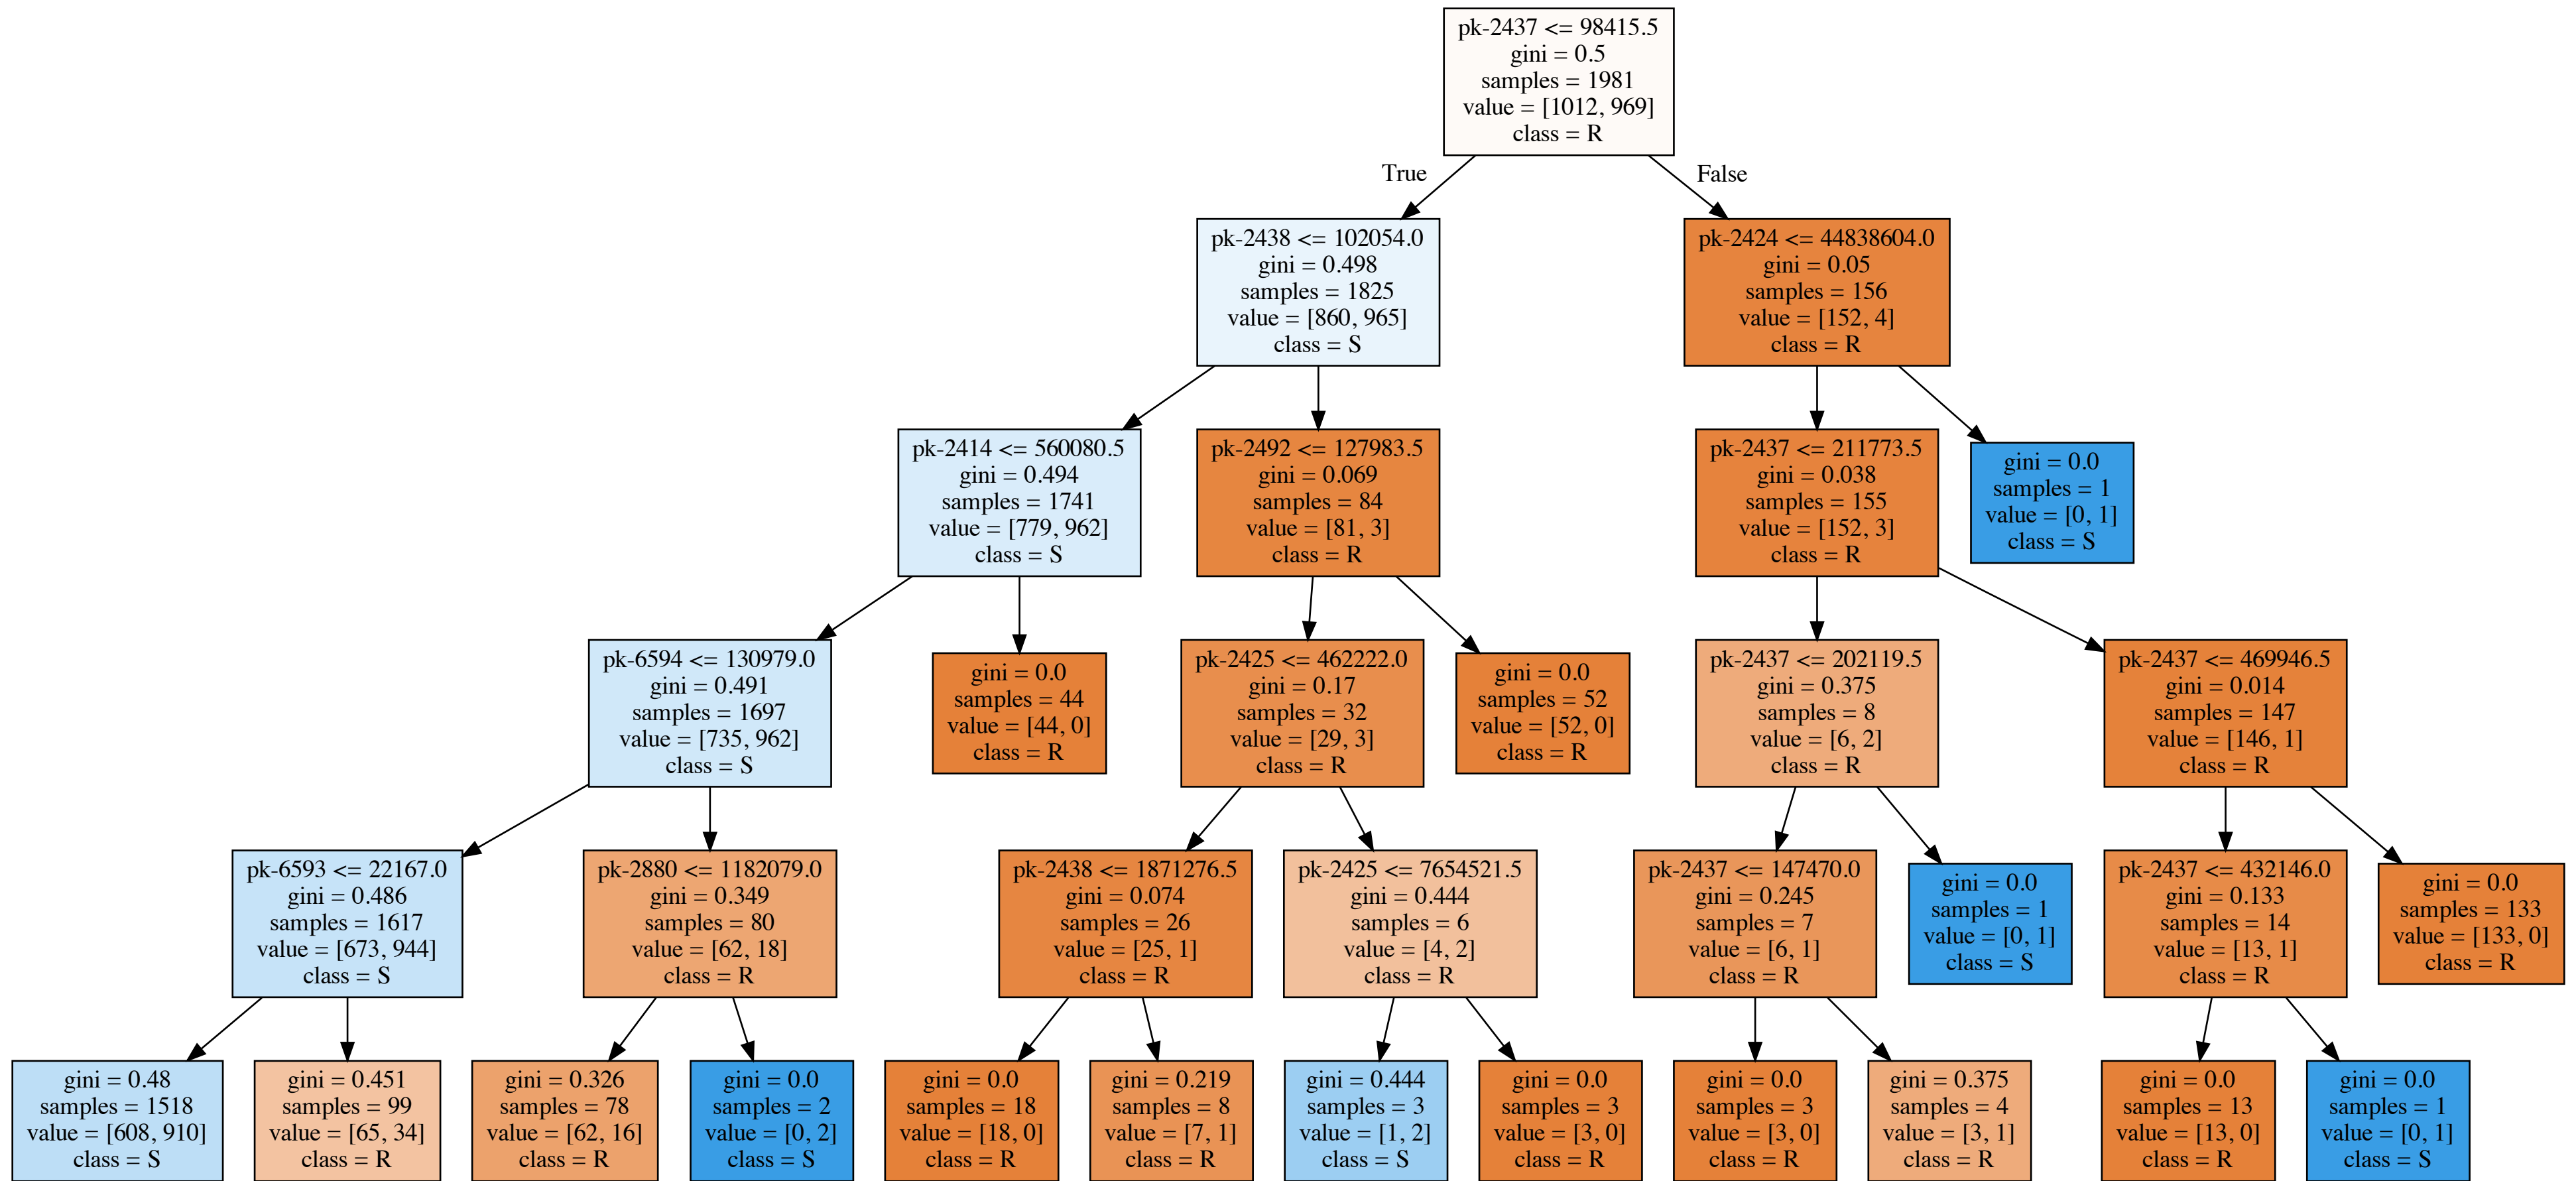 pk-2437 <= 98415.5
gini = 0.5
samples = 1981
value = [1012, 969]
class = R
True
False
pk-2438 <= 102054.0
gini = 0.498
samples = 1825
value = [860, 965]
class = S
pk-2424 <= 44838604.0
gini = 0.05
samples = 156
value = [152, 4]
class = R
pk-2414 <= 560080.5
gini = 0.494
samples = 1741
value = [779, 962]
class = S
pk-2492 <= 127983.5
gini = 0.069
samples = 84
value = [81, 3]
class = R
pk-2437 <= 211773.5
gini = 0.038
samples = 155
value = [152, 3]
class = R
gini = 0.0
samples = 1
value = [0, 1]
class = S
pk-6594 <= 130979.0
gini = 0.491
samples = 1697
value = [735, 962]
class = S
gini = 0.0
samples = 44
value = [44, 0]
class = R
pk-2425 <= 462222.0
gini = 0.17
samples = 32
value = [29, 3]
class = R
gini = 0.0
samples = 52
value = [52, 0]
class = R
pk-2437 <= 202119.5
gini = 0.375
samples = 8
value = [6, 2]
class = R
pk-2437 <= 469946.5
gini = 0.014
samples = 147
value = [146, 1]
class = R
pk-6593 <= 22167.0
gini = 0.486
samples = 1617
value = [673, 944]
class = S
pk-2880 <= 1182079.0
gini = 0.349
samples = 80
value = [62, 18]
class = R
pk-2438 <= 1871276.5
gini = 0.074
samples = 26
value = [25, 1]
class = R
pk-2425 <= 7654521.5
gini = 0.444
samples = 6
value = [4, 2]
class = R
pk-2437 <= 147470.0
gini = 0.245
samples = 7
value = [6, 1]
class = R
gini = 0.0
samples = 1
value = [0, 1]
class = S
pk-2437 <= 432146.0
gini = 0.133
samples = 14
value = [13, 1]
class = R
gini = 0.0
samples = 133
value = [133, 0]
class = R
gini = 0.48
samples = 1518
value = [608, 910]
class = S
gini = 0.451
samples = 99
value = [65, 34]
class = R
gini = 0.326
samples = 78
value = [62, 16]
class = R
gini = 0.0
samples = 2
value = [0, 2]
class = S
gini = 0.0
samples = 18
value = [18, 0]
class = R
gini = 0.219
samples = 8
value = [7, 1]
class = R
gini = 0.444
samples = 3
value = [1, 2]
class = S
gini = 0.0
samples = 3
value = [3, 0]
class = R
gini = 0.0
samples = 3
value = [3, 0]
class = R
gini = 0.375
samples = 4
value = [3, 1]
class = R
gini = 0.0
samples = 13
value = [13, 0]
class = R
gini = 0.0
samples = 1
value = [0, 1]
class = S